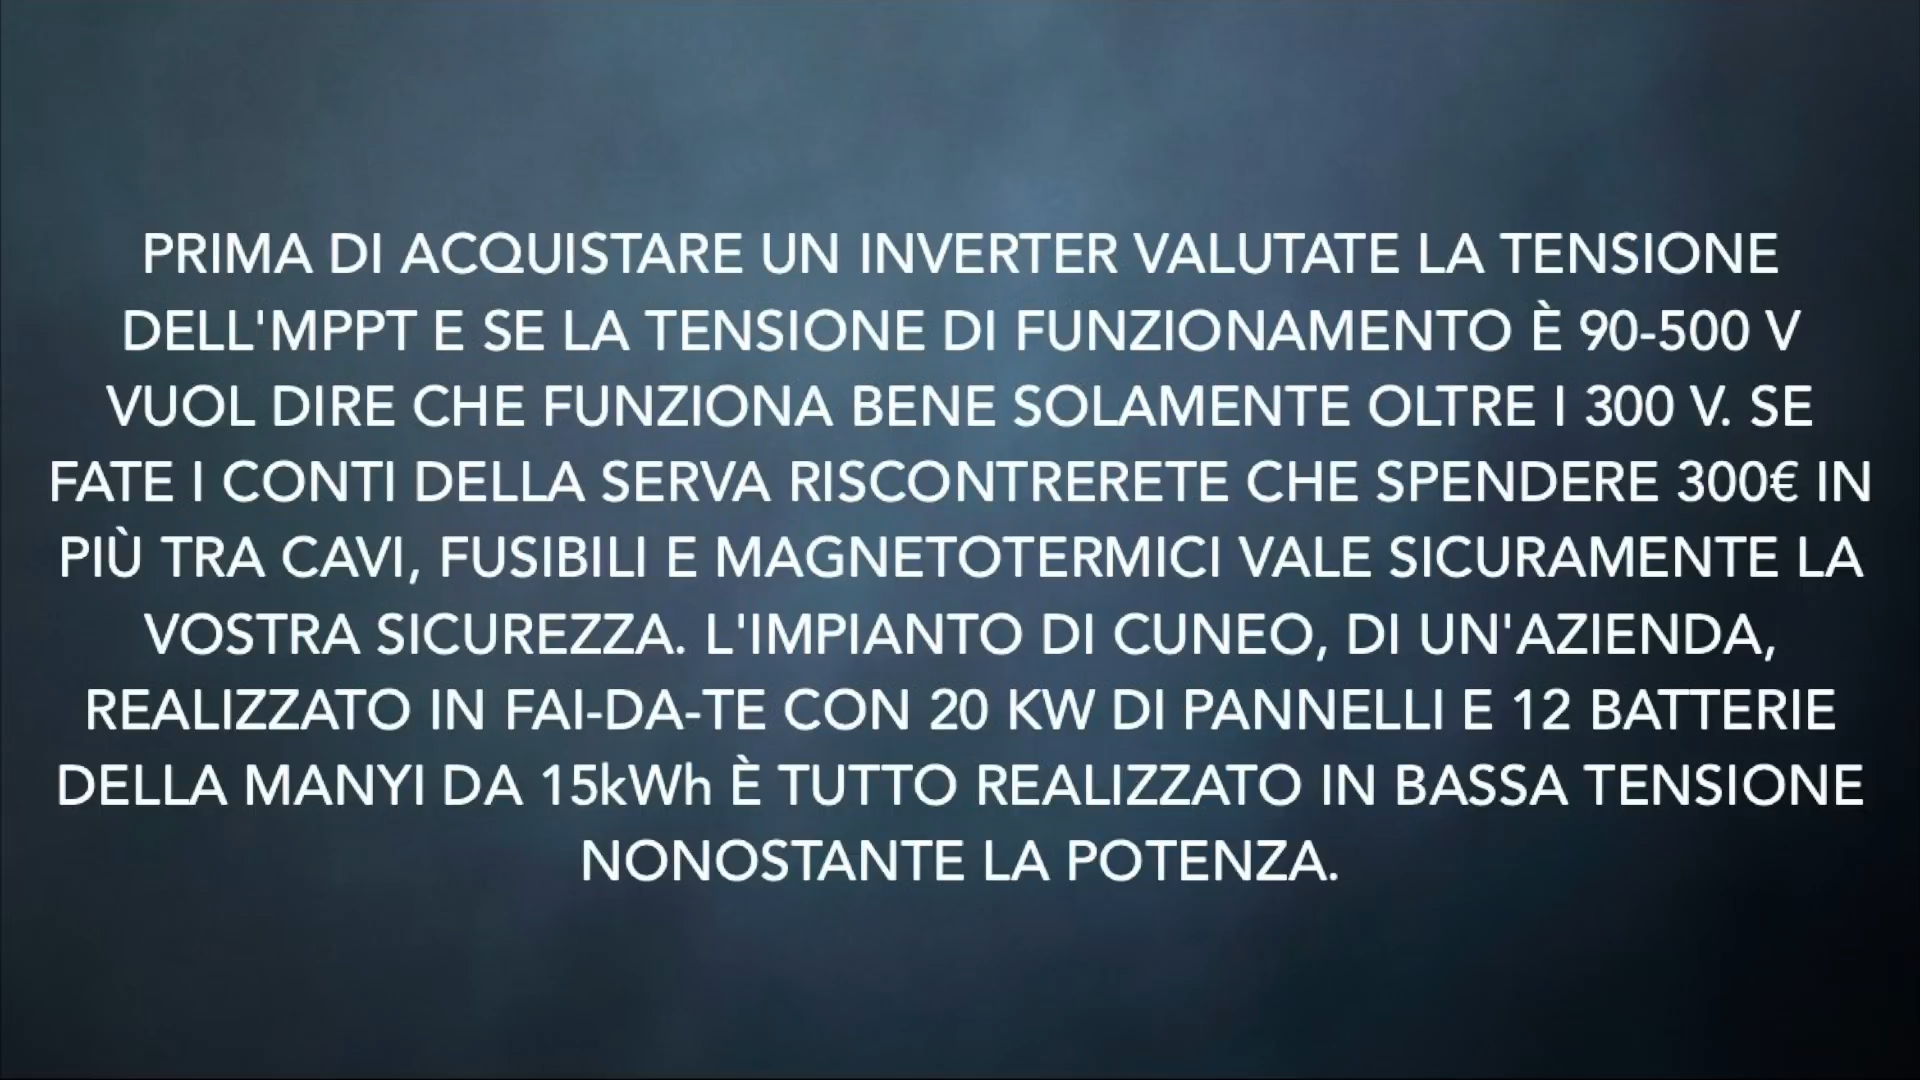 PRIMA DI ACQUISTARE UN INVERTER VALUTATE LA TENSIONE
DELL'MPPT E SE LA TENSIONE DI FUNZIONAMENTO È 90-500 V
VUOL DIRE CHE FUNZIONA BENE SOLAMENTE OLTRE I 300 V. SE
FATE I CONTI DELLA SERVA RISCONTRERETE CHE SPENDERE 300€ IN
PIÙ TRA CAVI, FUSIBILI E MAGNETOTERMICI VALE SICURAMENTE LA
VOSTRA SICUREZZA. L'IMPIANTO DI CUNEO, DI UN'AZIENDA,
REALIZZATO IN FAI-DA-TE CON 20 KW DI PANNELLI E 12 BATTERIE
DELLA MANYI DA 15kWh È TUTTO REALIZZATO IN BASSA TENSIONE
NONOSTANTE LA POTENZA.